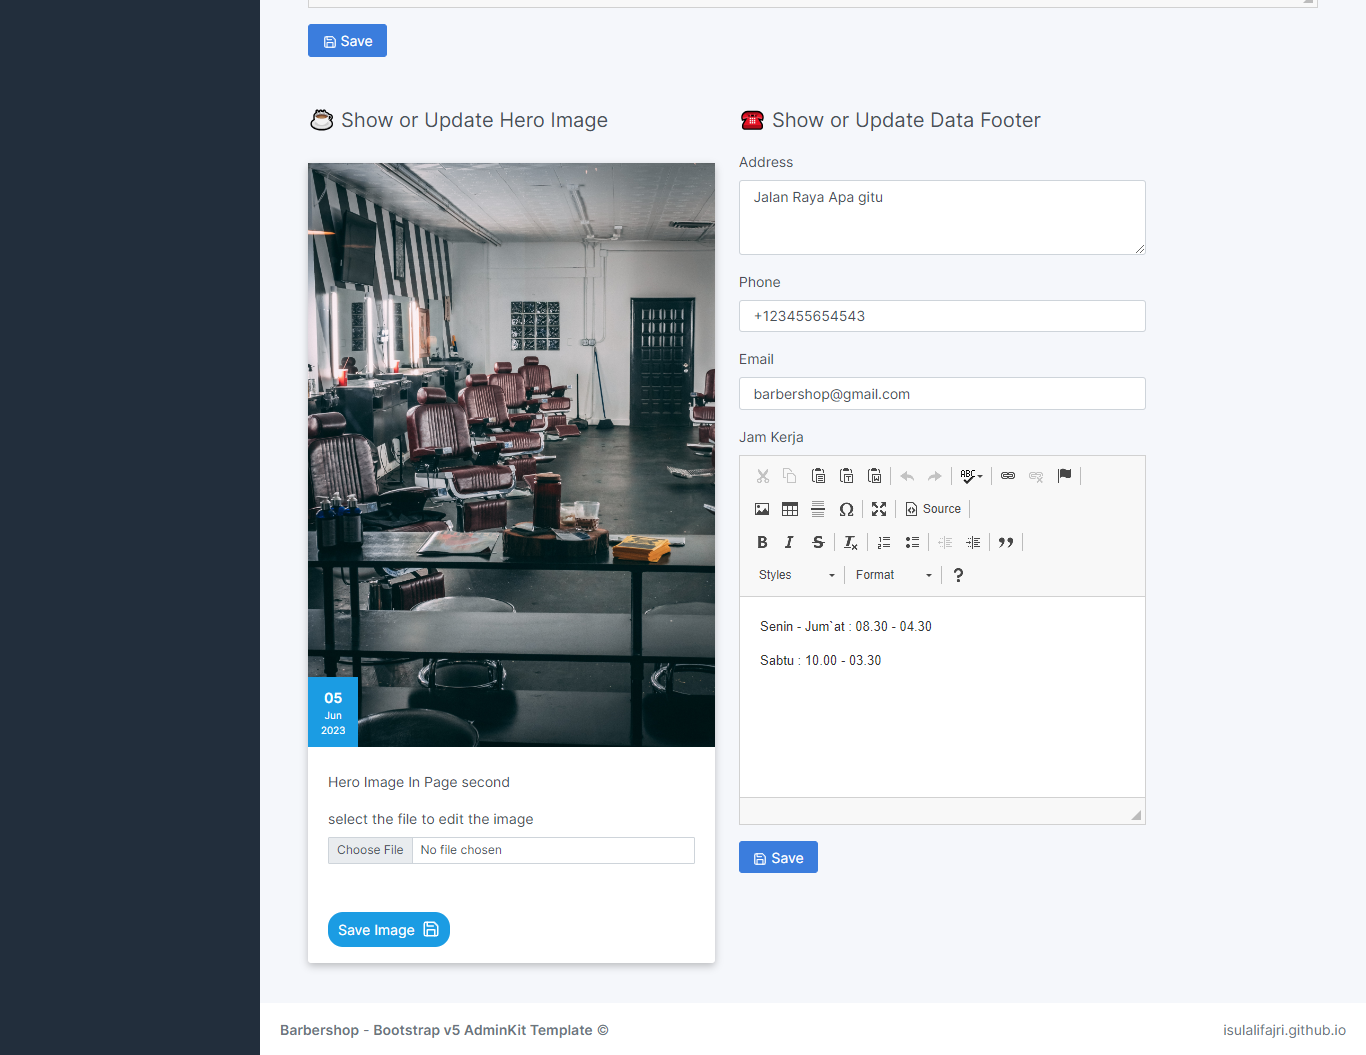 Save
Show or Update Hero Image
05
Jun
2023
Hero Image In Page second
select the file to edit the image
Choose File No file chosen
Save Image
Show or Update Data Footer
Address
Jalan Raya Apa gitu
Phone
+123455654543
Email
barbershop@gmail.com
Jam Kerja
ABC
Source
B I S Tx
Styles Format ?
Senin - Jum`at : 08.30 - 04.30
Sabtu : 10.00 - 03.30
Save
Barbershop - Bootstrap v5 AdminKit Template ©
isulalifajri.github.io